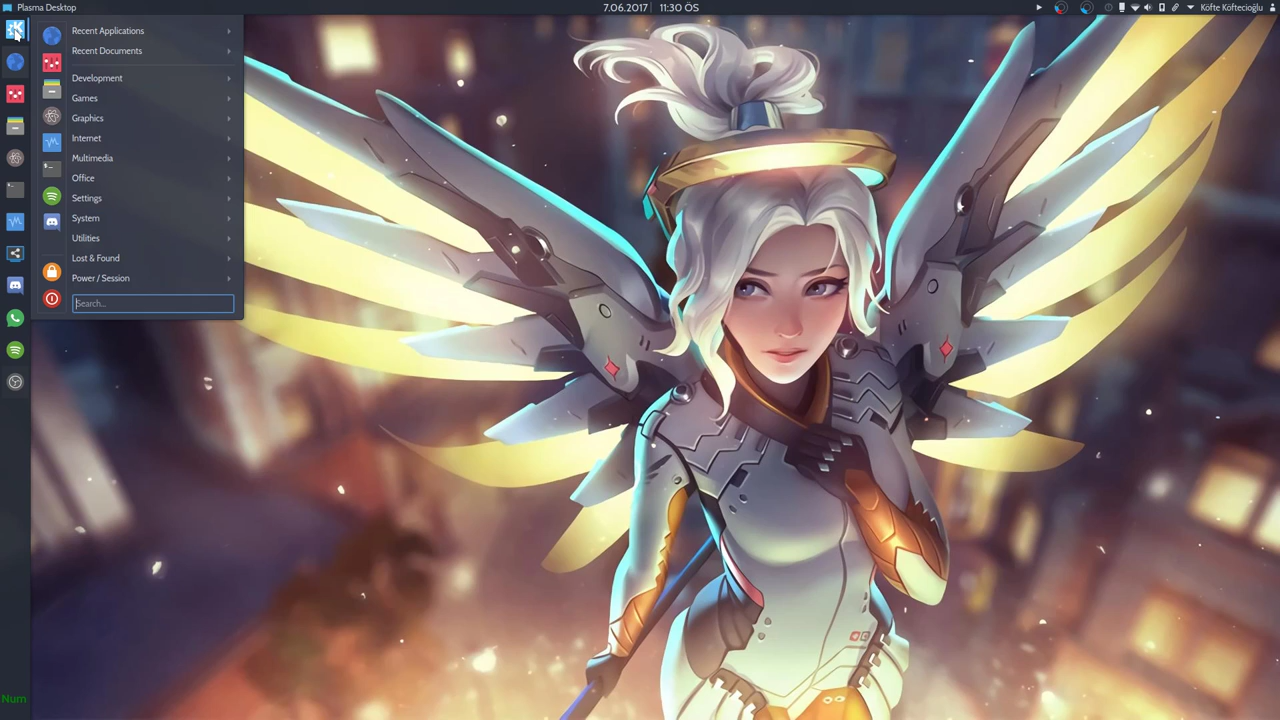 Plasma Desktop
7.06.2017 11:30 ÖS
Köfte Köftecioğlu
Recent Applications
Recent Documents
Development
Games
Graphics
Internet
Multimedia
Office
Settings
System
Utilities
Lost & Found
Power / Session
Search...
Num